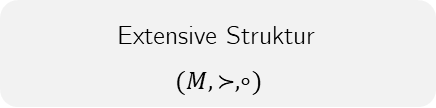 Extensive Struktur
(M, ≻,∘)